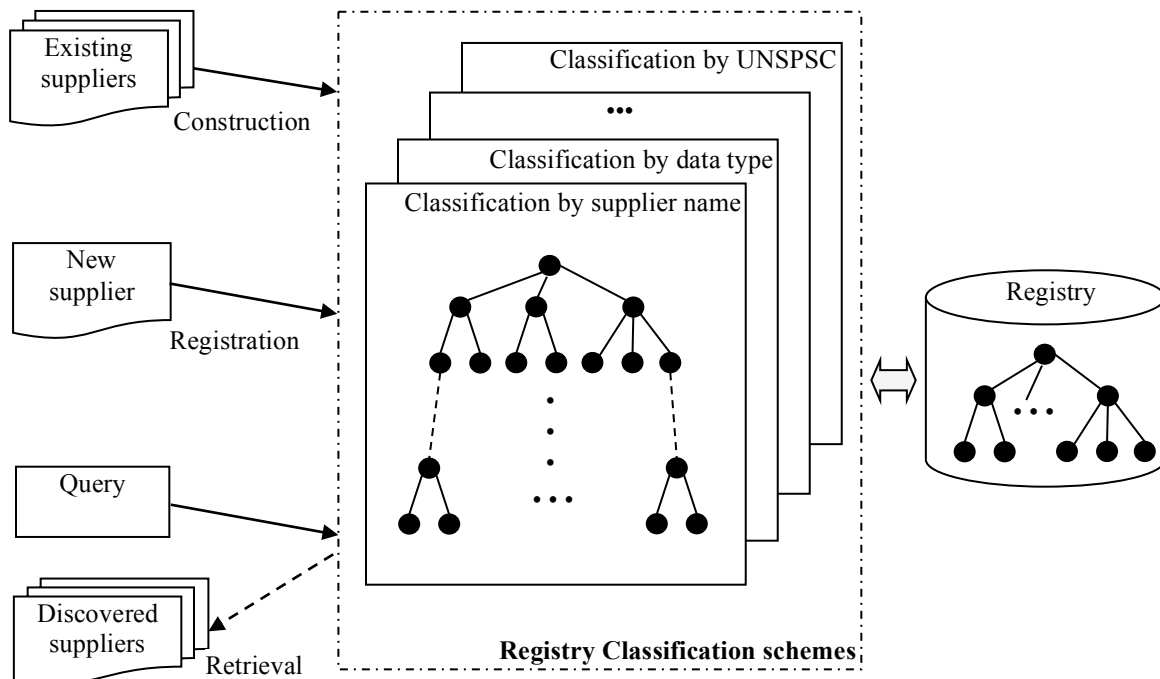 Existing
suppliers
Construction
New
supplier
Registration
Query
Discovered
suppliers
Retrieval
Classification by UNSPSC
•••
Classification by data type
Classification by supplier name
Registry Classification schemes
Registry